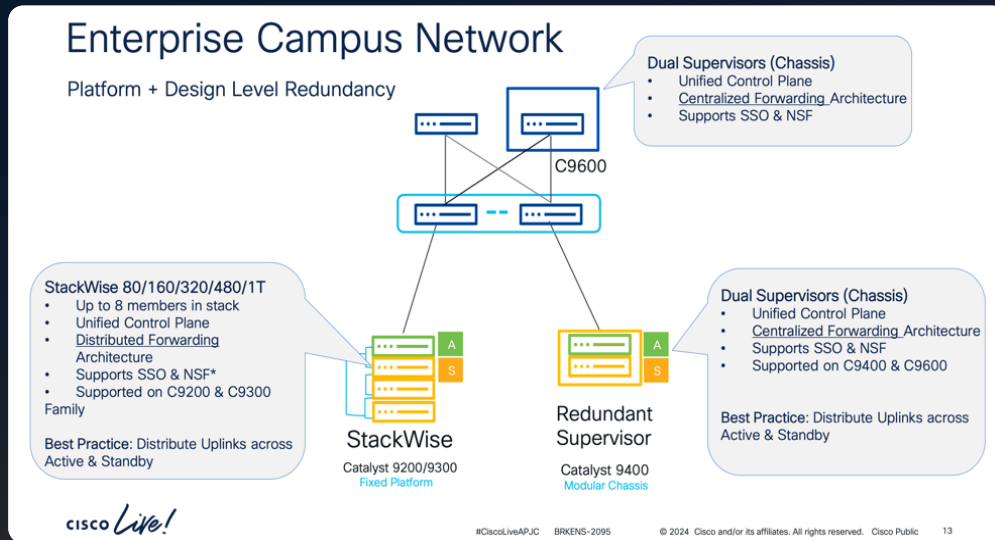 Enterprise Campus Network
Platform + Design Level Redundancy
Dual Supervisors (Chassis)
• Unified Control Plane
• Centralized Forwarding Architecture
• Supports SSO & NSF
C9600
StackWise 80/160/320/480/1T
• Up to 8 members in stack
• Unified Control Plane
• Distributed Forwarding
Architecture
• Supports SSO & NSF*
• Supported on C9200 & C9300
Family
Best Practice: Distribute Uplinks across
Active & Standby
A
S
StackWise
Catalyst 9200/9300
Fixed Platform
A
S
Redundant
Supervisor
Catalyst 9400
Modular Chassis
Dual Supervisors (Chassis)
• Unified Control Plane
• Centralized Forwarding Architecture
• Supports SSO & NSF
• Supported on C9400 & C9600
Best Practice: Distribute Uplinks across
Active & Standby
CISCO Live!
#CiscoLiveAPJC BRKENS-2095 © 2024 Cisco and/or its affiliates. All rights reserved. Cisco Public 13